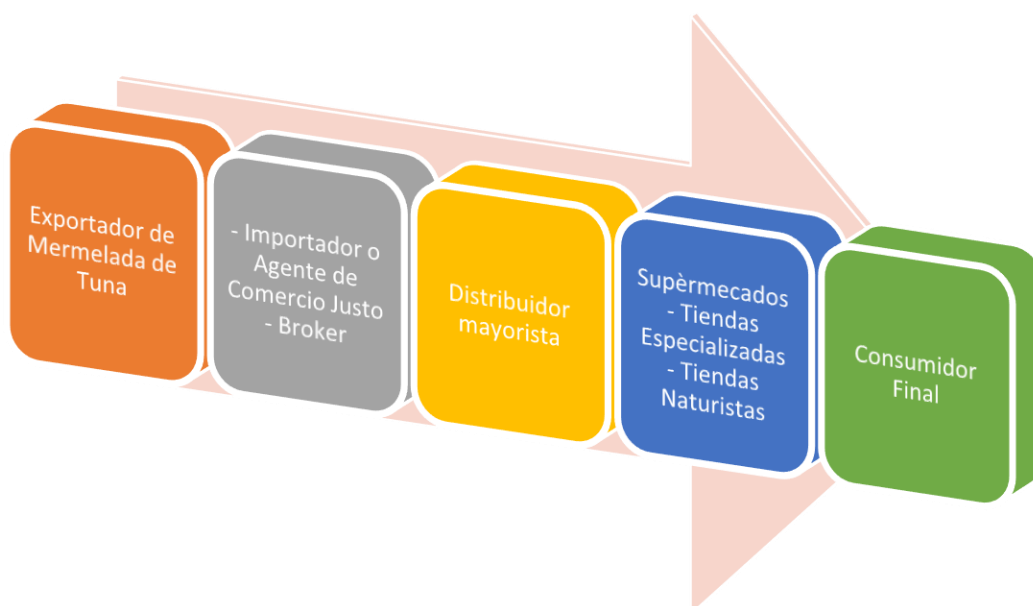 Exportador de
Mermelada de
Tuna
- Importador o
Agente de
Comercio Justo
- Broker
Distribuidor
mayorista
Supèrmecados
- Tiendas
Especializadas
- Tiendas
Naturistas
Consumidor
Final